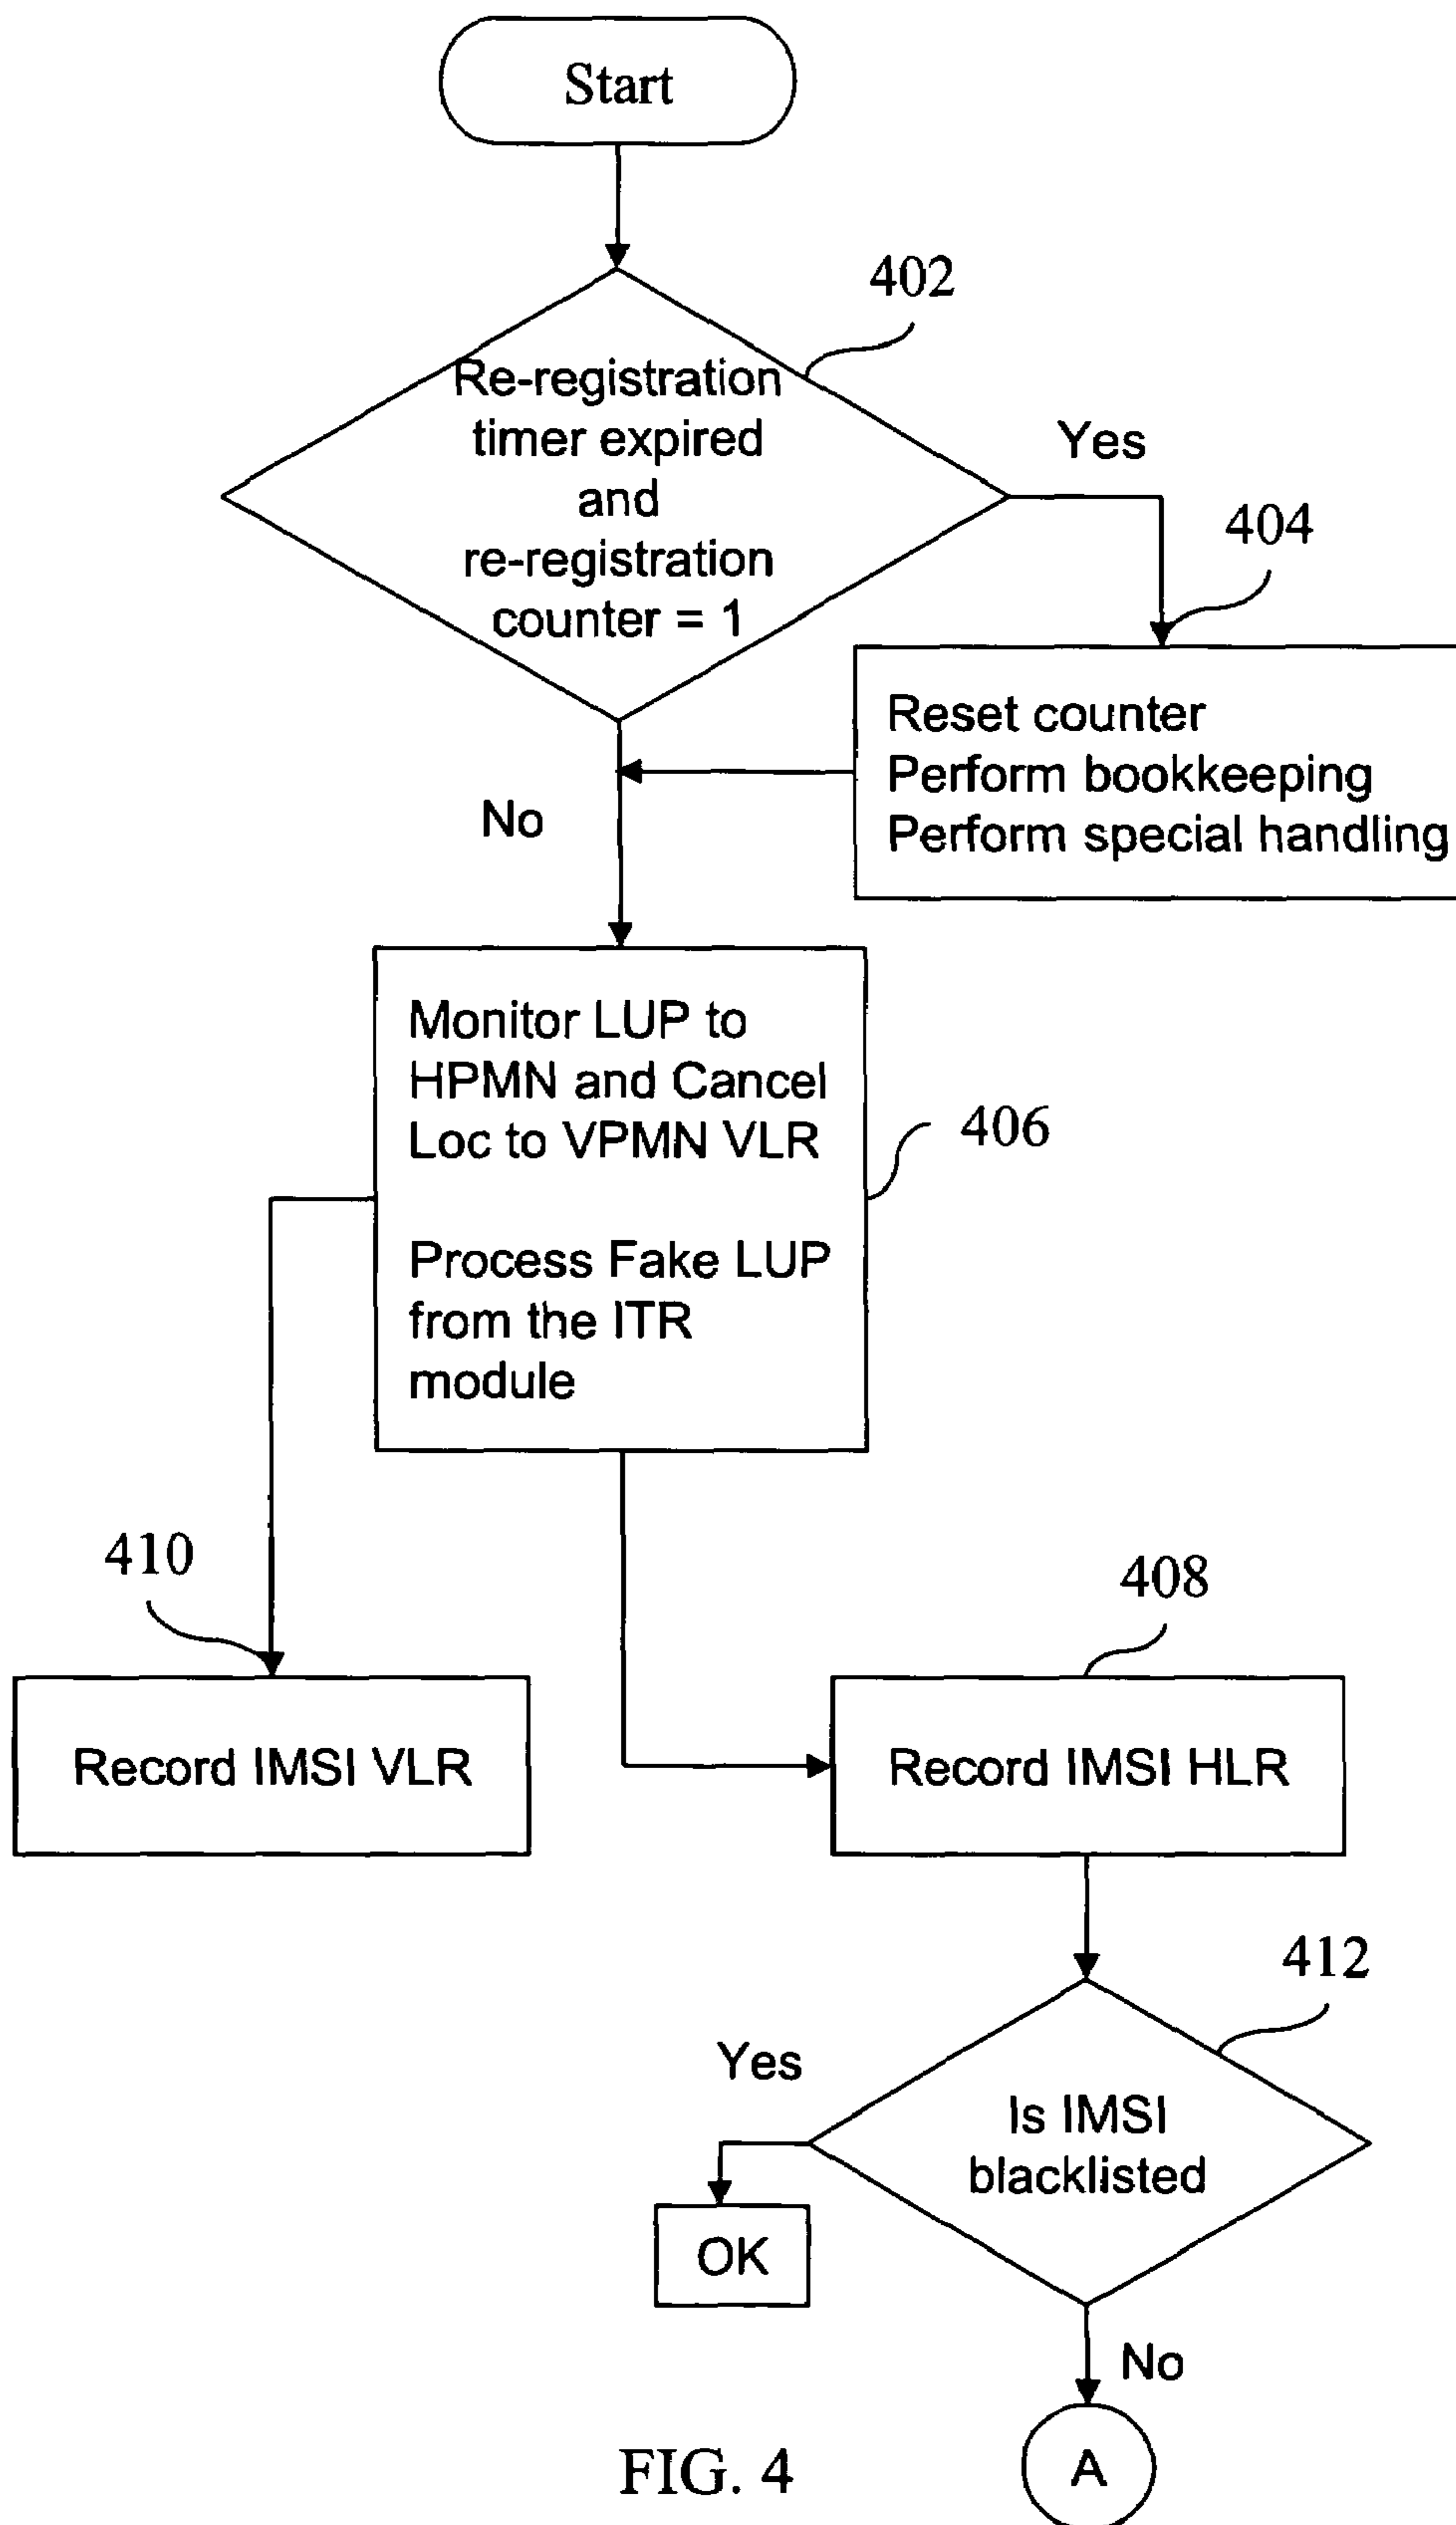 Start
402
Re-registration
timer expired
and
re-registration
counter = 1
Yes
404
Reset counter
Perform bookkeeping
Perform special handling
No
Monitor LUP to
HPMN and Cancel
Loc to VPMN VLR
Process Fake LUP
from the ITR
module
406
410
408
Record IMSI VLR
Record IMSI HLR
412
Yes
Is IMSI
blacklisted
OK
No
A
FIG. 4